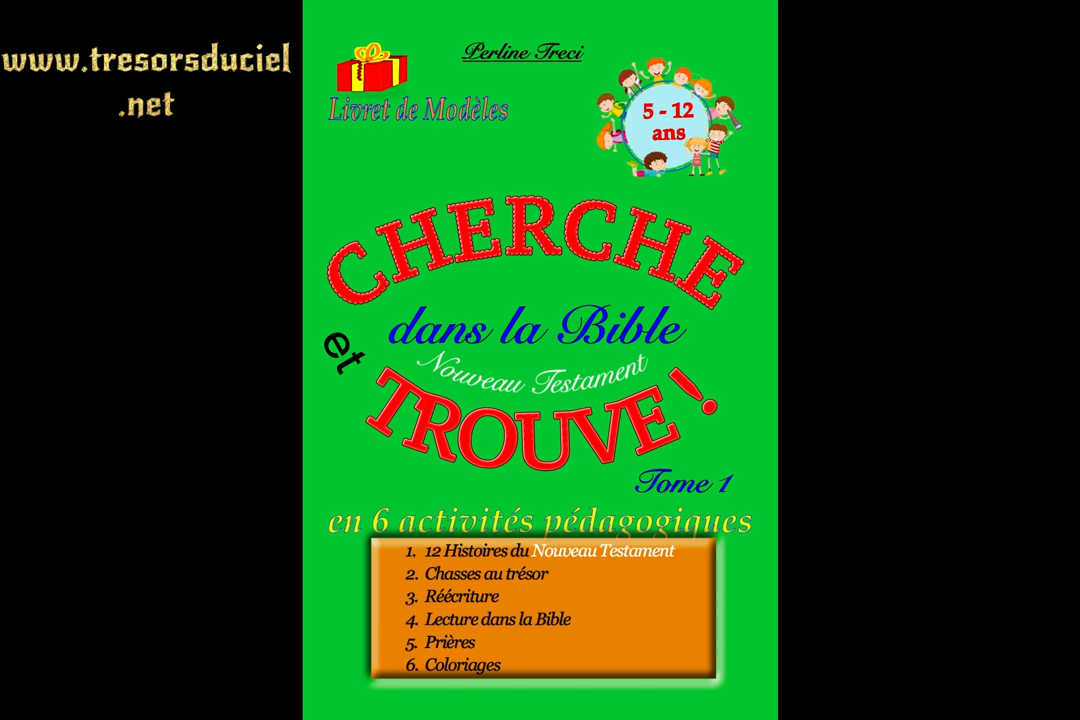 www.tresorsduciel
.net
Perline Treci
Livret de Modèles
5 - 12
ans
CHERCHE
dans la Bible
et
Nouveau Testament
TROUVE !
Tome 1
en 6 activités pédagogiques
1. 12 Histoires du Nouveau Testament
2. Chasses au trésor
3. Réécriture
4. Lecture dans la Bible
5. Prières
6. Coloriages